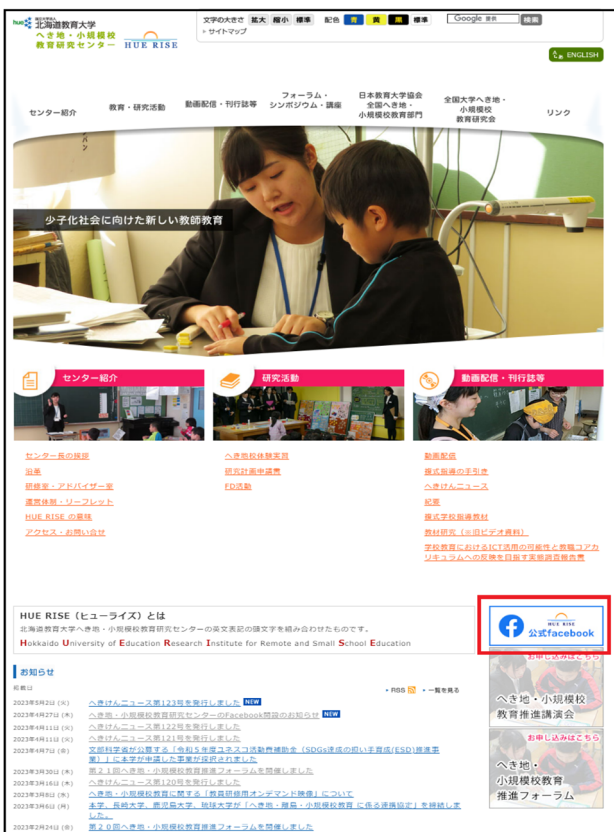 hue 国立大学法人
北海道教育大学
へき地・小規模校
教育研究センター HUE RISE
文字の大きさ 拡大 縮小 標準 配色 青 黄 黒 標準
Google 提供 検索
サイトマップ
ENGLISH
センター紹介
教育・研究活動
動画配信・刊行誌等
フォーラム・
シンポジウム・講座
日本教育大学協会
全国へき地・
小規模校教育部門
全国大学へき地・
小規模校
教育研究会
リンク
少子化社会に向けた新しい教師教育
センター紹介
センター長の挨拶
沿革
研修室・アドバイザー室
運営体制・リーフレット
HUE RISE の意味
アクセス・お問い合せ
研究活動
へき地校体験実習
研究計画申請書
FD活動
動画配信・刊行誌等
動画配信
複式指導の手引き
へきけんニュース
紀要
複式学校指導教材
教材研究（※旧ビデオ資料）
学校教育におけるICT活用の可能性と教職コアカ
リキュラムへの反映を目指す実態調査報告書
HUE RISE（ヒューライズ）とは
北海道教育大学へき地・小規模校教育研究センターの英文表記の頭文字を組み合わせたものです。
Hokkaido University of Education Research Institute for Remote and Small School Education
HUE RISE
公式facebook
お知らせ
掲載日
RSS 一覧を見る
2023年5月2日 (火) へきけんニュース第123号を発行しました NEW
2023年4月27日 (木) へき地・小規模校教育研究センターのFacebook開設のお知らせ NEW
2023年4月11日 (火) へきけんニュース第122号を発行しました
2023年4月11日 (火) へきけんニュース第121号を発行しました
2023年4月7日 (金) 文部科学省が公募する「令和５年度ユネスコ活動費補助金（SDGs達成の担い手育成(ESD)推進事
業）」に本学が申請した事業が採択されました
2023年3月30日 (木) 第２１回へき地・小規模校教育推進フォーラムを開催しました
2023年3月16日 (木) へきけんニュース第120号を発行しました
2023年3月8日 (水) へき地・小規模校教育に関する「教員研修用オンデマンド映像」について
2023年3月6日 (月) 本学、長崎大学、鹿児島大学、琉球大学が「へき地・離島・小規模校教育 に係る連携協定」を締結しま
した。
2023年2月24日 (金) 第２０回へき地・小規模校教育推進フォーラムを開催しました
お申し込みはこちら
へき地・小規模校
教育推進講演会
お申し込みはこちら
へき地・
小規模校教育
推進フォーラム